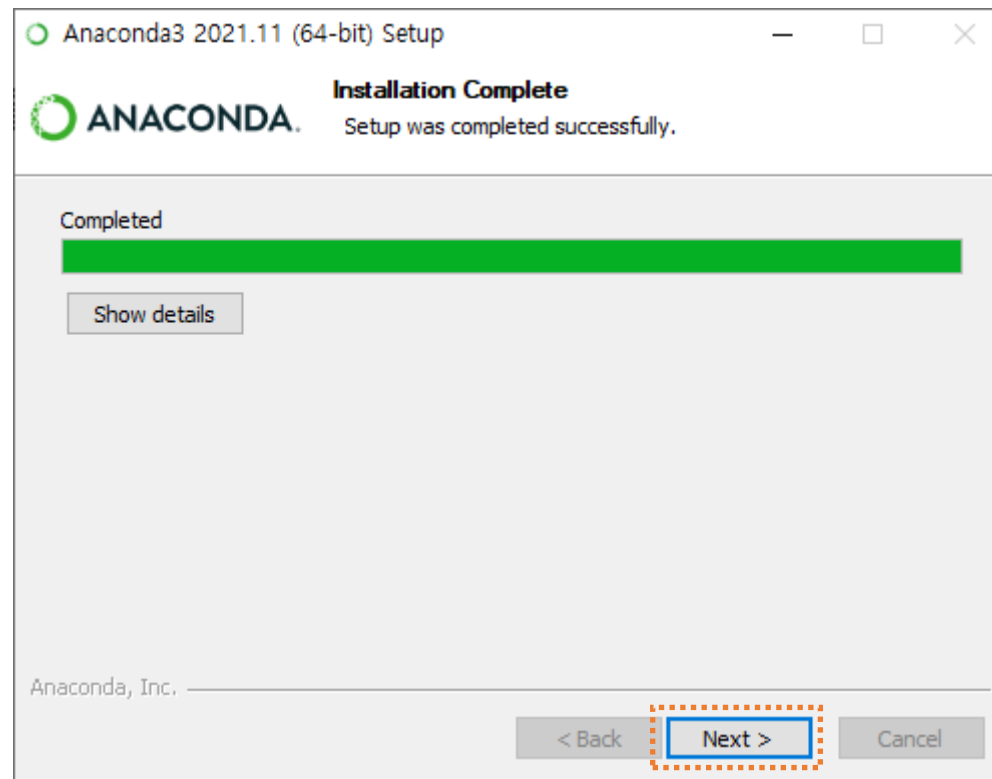 Anaconda3 2021.11 (64-bit) Setup
ANACONDA.
Installation Complete
Setup was completed successfully.
Completed
Show details
Anaconda, Inc.
< Back
Next >
Cancel